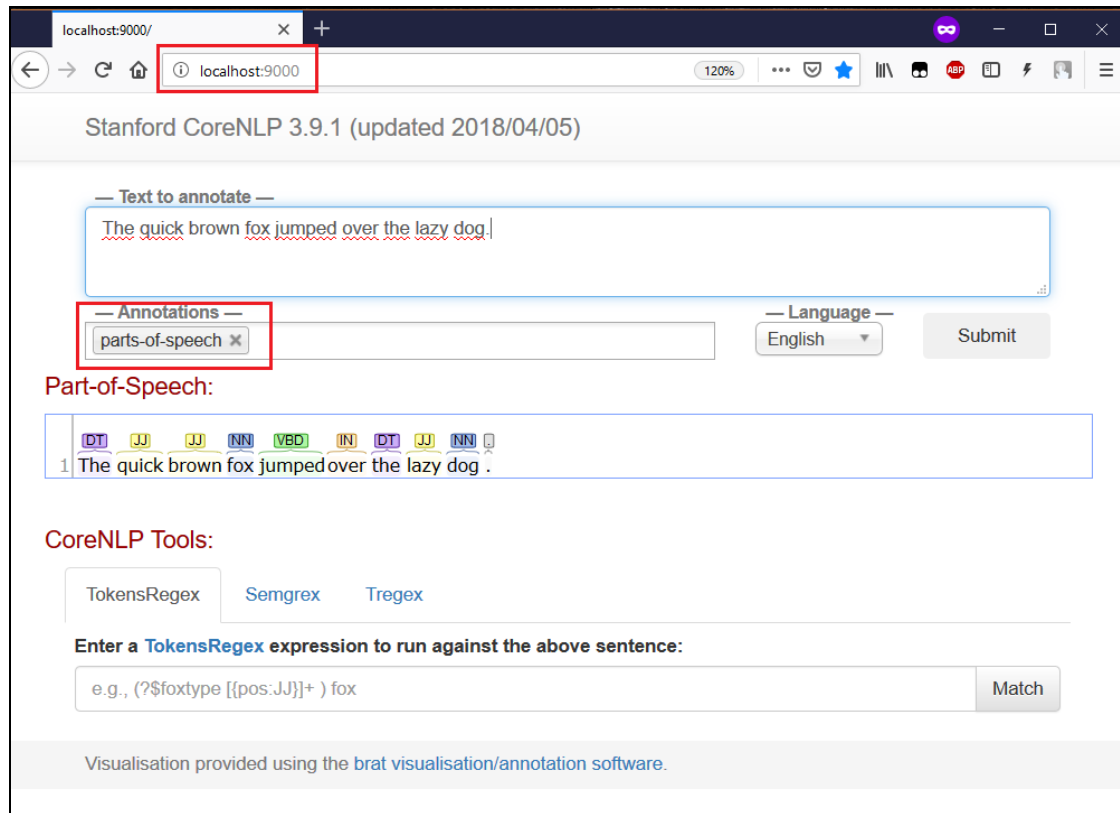 localhost:9000/
localhost:9000
120%
ABP
Stanford CoreNLP 3.9.1 (updated 2018/04/05)
— Text to annotate —
The quick brown fox jumped over the lazy dog.
— Annotations —
— Language —
parts-of-speech
English
Submit
Part-of-Speech:
DT JJ JJ NN VBD IN DT JJ NN .
1 The quick brown fox jumped over the lazy dog .
CoreNLP Tools:
TokensRegex Semgrex Tregex
Enter a TokensRegex expression to run against the above sentence:
e.g., (?$foxtype [{pos:JJ}]+ ) fox
Match
Visualisation provided using the brat visualisation/annotation software.